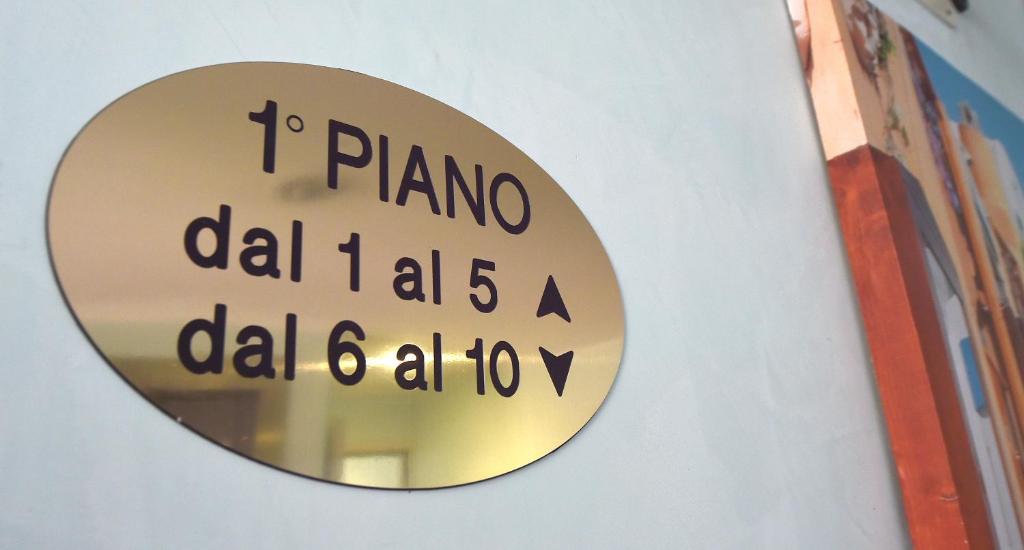 1° PIANO
dal 1 al 5 ⮝
dal 6 al 10 ⮟